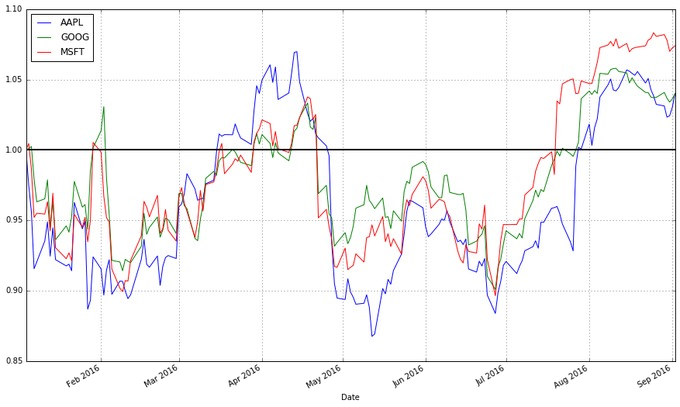 1.10
1.05
1.00
0.95
0.90
0.85
AAPL
GOOG
MSFT
Feb 2016
Mar 2016
Apr 2016
May 2016
Jun 2016
Jul 2016
Aug 2016
Sep 2016
Date